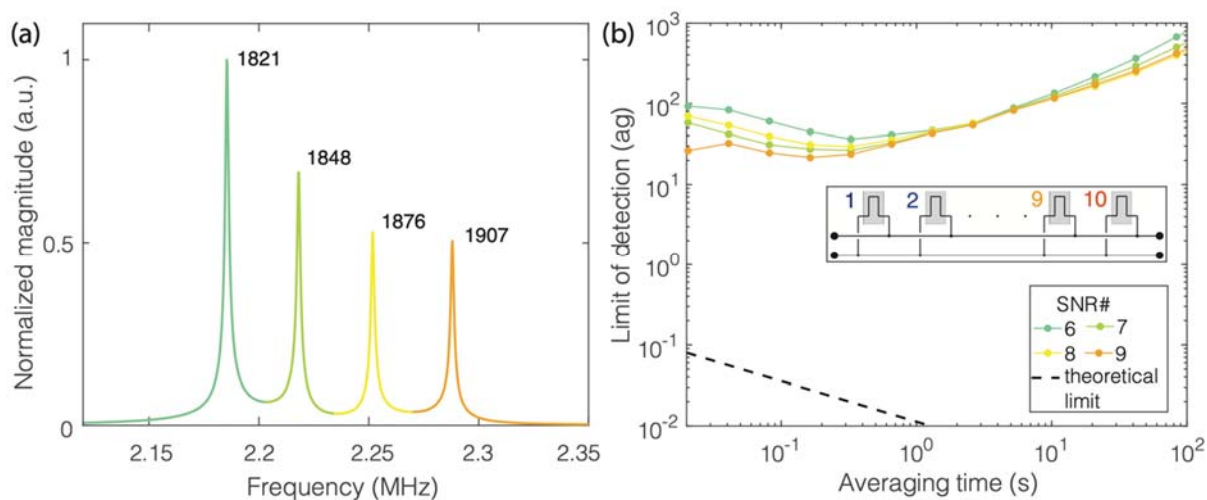 (a)
1821
1848
1876
1907
1
0.5
0
Normalized magnitude (a.u.)
2.15 2.2 2.25 2.3 2.35
Frequency (MHz)
(b)
10³
10²
10¹
10⁰
10⁻¹
10⁻²
Limit of detection (ag)
1 2 9 10
SNR#
6 7
8 9
theoretical
limit
10⁻¹ 10⁰ 10¹ 10²
Averaging time (s)